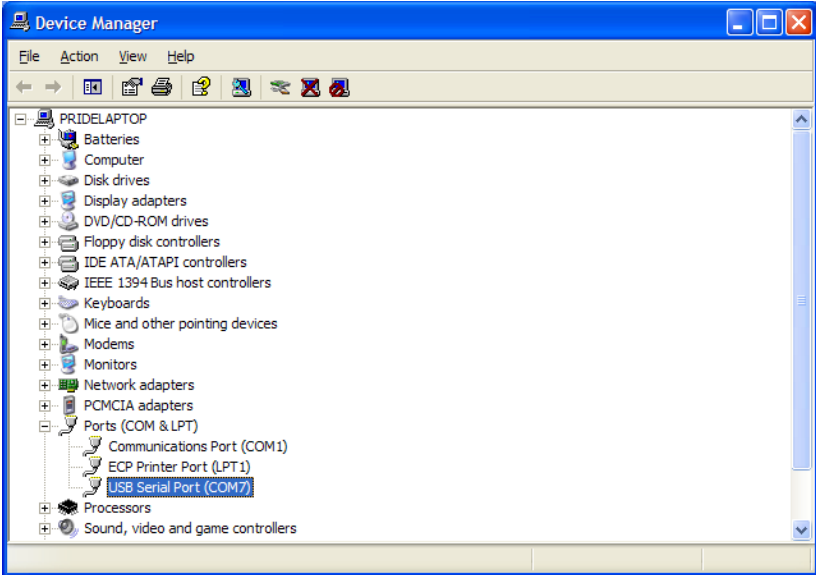 Device Manager
File Action View Help
PRIDELAPTOP
Batteries
Computer
Disk drives
Display adapters
DVD/CD-ROM drives
Floppy disk controllers
IDE ATA/ATAPI controllers
IEEE 1394 Bus host controllers
Keyboards
Mice and other pointing devices
Modems
Monitors
Network adapters
PCMCIA adapters
Ports (COM & LPT)
Communications Port (COM1)
ECP Printer Port (LPT1)
USB Serial Port (COM7)
Processors
Sound, video and game controllers